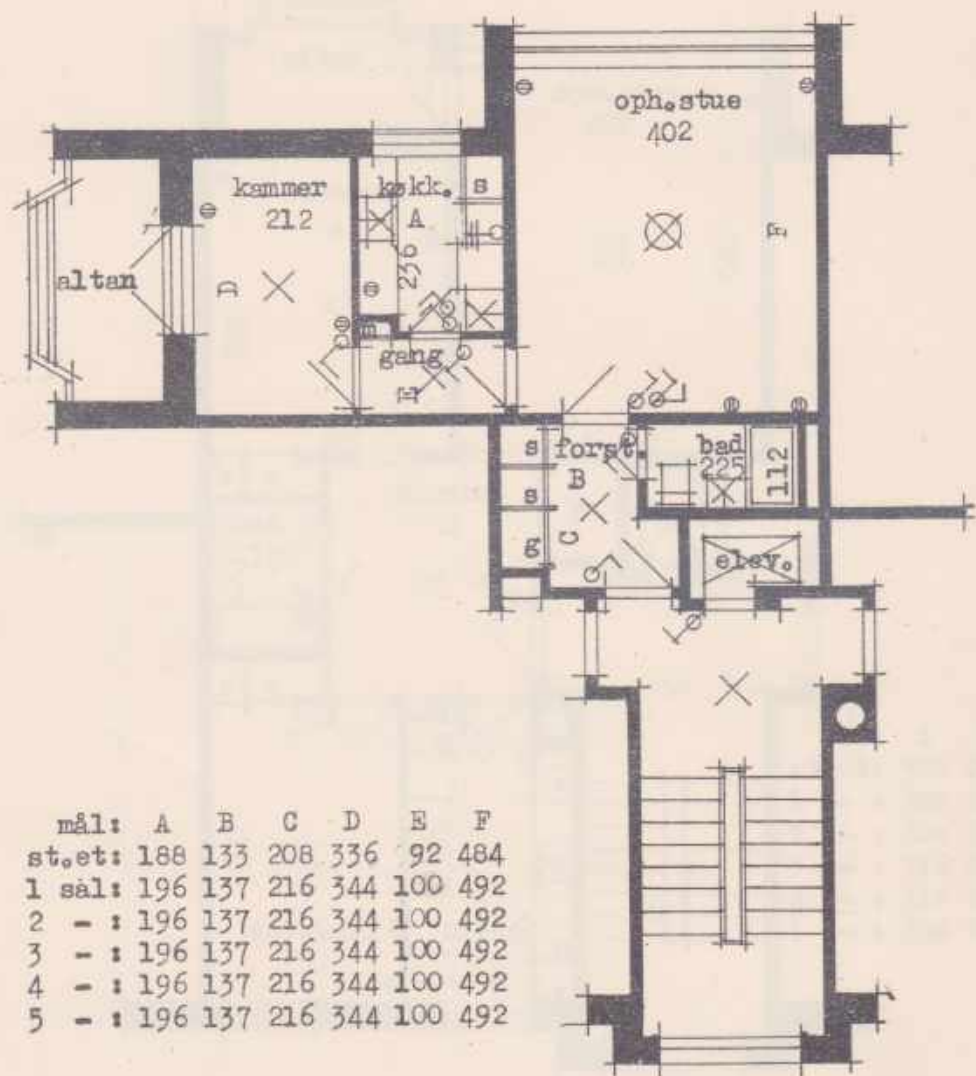 oph.stue
402
kammer
212
køkk.
A
236
s
F
altan
D
gang
E
s
s
g
forst.
B
C
bad
225
112
elev.
mål: A B C D E F
st.et: 188 133 208 336 92 484
1 sal: 196 137 216 344 100 492
2 - : 196 137 216 344 100 492
3 - : 196 137 216 344 100 492
4 - : 196 137 216 344 100 492
5 - : 196 137 216 344 100 492